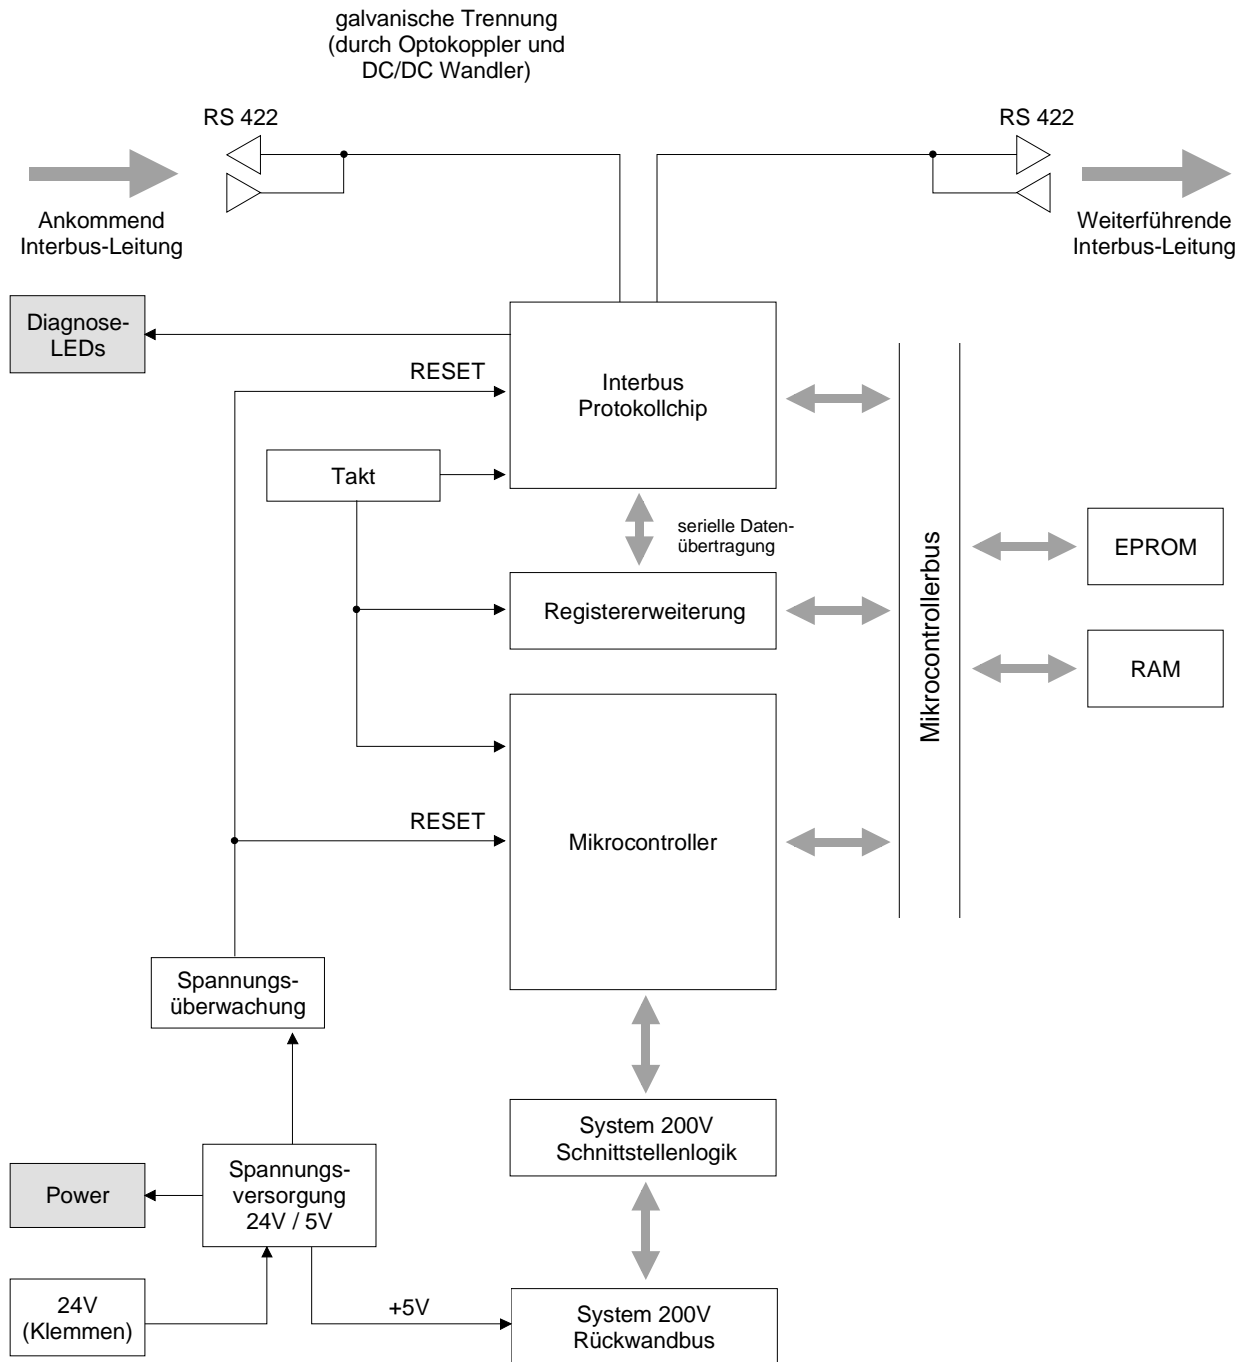 galvanische Trennung
(durch Optokoppler und
DC/DC Wandler)
RS 422
RS 422
Ankommend
Interbus-Leitung
Weiterführende
Interbus-Leitung
Diagnose-
LEDs
RESET
Interbus
Protokollchip
Takt
serielle Daten-
übertragung
EPROM
Registererweiterung
Mikrocontrollerbus
RAM
RESET
Mikrocontroller
Spannungs-
überwachung
System 200V
Schnittstellenlogik
Power
Spannungs-
versorgung
24V / 5V
24V
(Klemmen)
+5V
System 200V
Rückwandbus